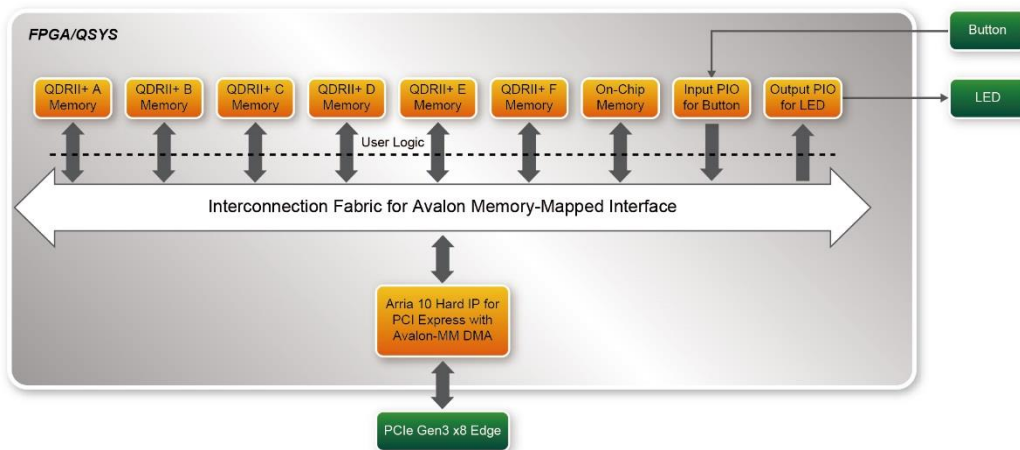 FPGA/QSYS
Button
LED
QDRII+ A
Memory
QDRII+ B
Memory
QDRII+ C
Memory
QDRII+ D
Memory
QDRII+ E
Memory
QDRII+ F
Memory
On-Chip
Memory
Input PIO
for Button
Output PIO
for LED
User Logic
Interconnection Fabric for Avalon Memory-Mapped Interface
Arria 10 Hard IP for
PCI Express with
Avalon-MM DMA
PCIe Gen3 x8 Edge